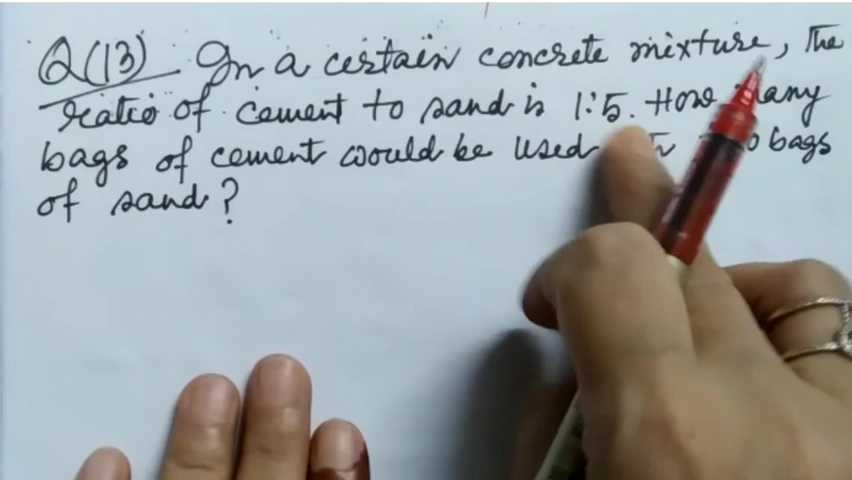 Q(13) In a certain concrete mixture, the
ratio of cement to sand is 1:5. How many
bags of cement would be used bags
of sand?